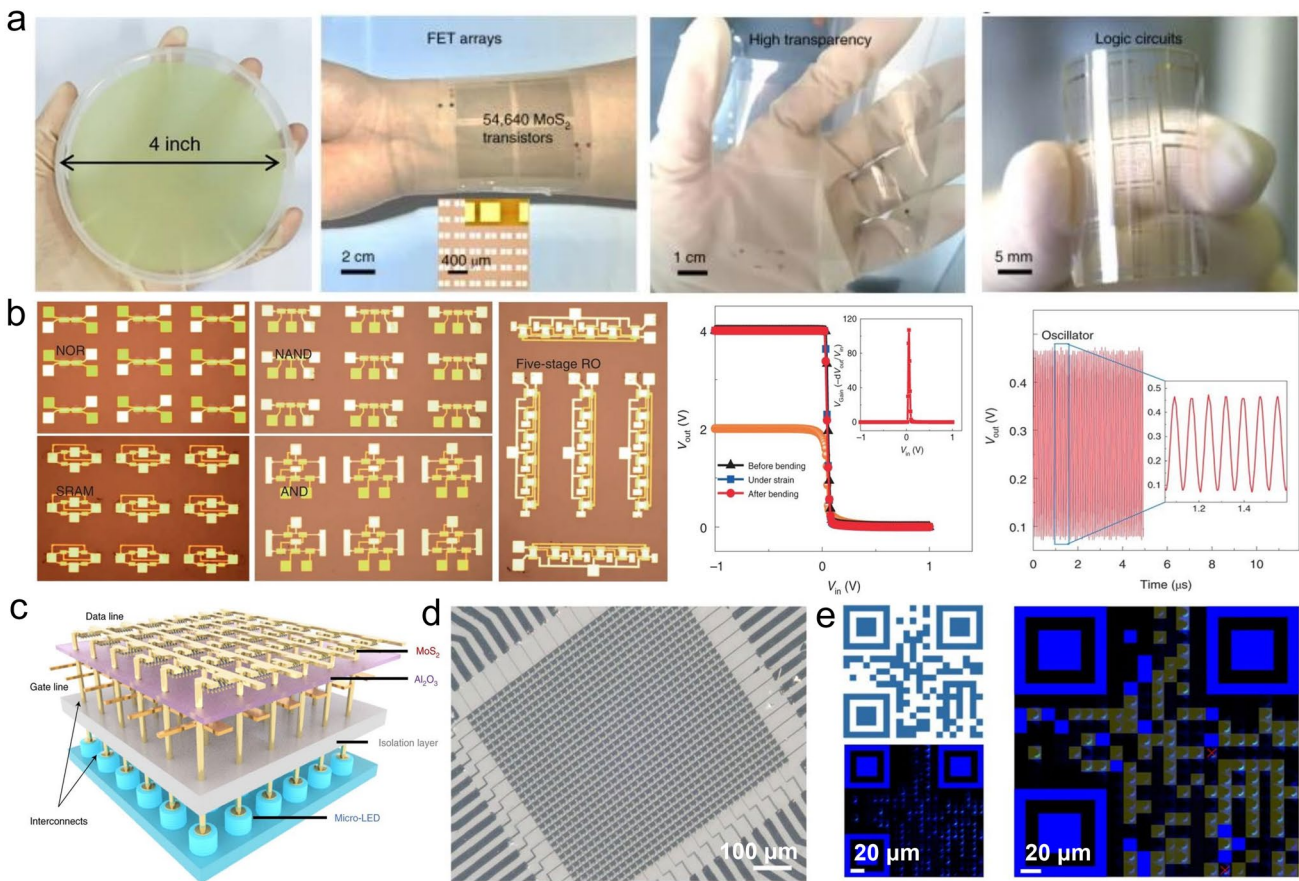 a
4 inch
FET arrays
54,640 MoS₂
transistors
2 cm
400 μm
High transparency
1 cm
Logic circuits
5 mm
b
NOR
NAND
SRAM
AND
Five-stage RO
4
2
0
Vout (V)
−1
0
1
Vin (V)
Before bending
Under strain
After bending
120
80
40
0
VGain (−dVout/Vin)
−1
0
1
Vin (V)
Oscillator
0.4
0.3
0.2
0.1
Vout (V)
0
2
4
6
8
10
Time (μs)
0.5
0.4
0.3
0.2
0.1
1.2
1.4
c
Data line
MoS₂
Al₂O₃
Gate line
Isolation layer
Interconnects
Micro-LED
d
100 μm
e
20 μm
20 μm